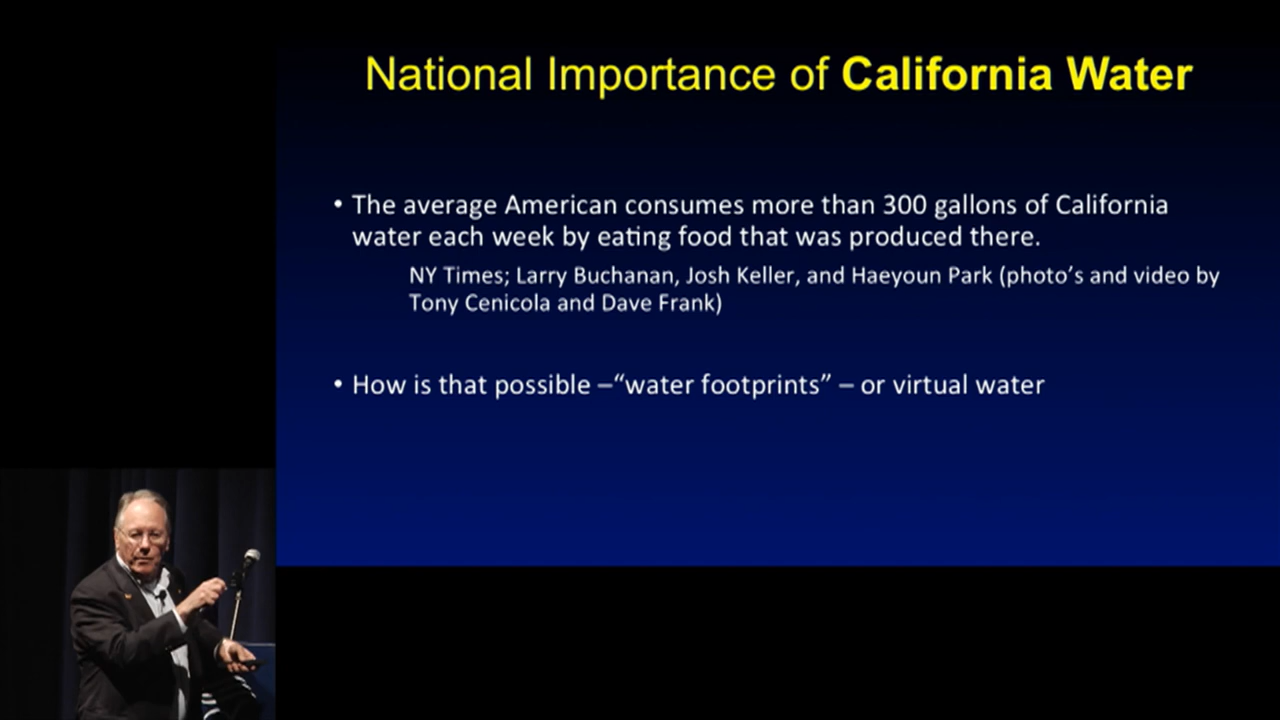 National Importance of California Water
• The average American consumes more than 300 gallons of California
water each week by eating food that was produced there.
NY Times; Larry Buchanan, Josh Keller, and Haeyoun Park (photo’s and video by
Tony Cenicola and Dave Frank)
• How is that possible –“water footprints” – or virtual water